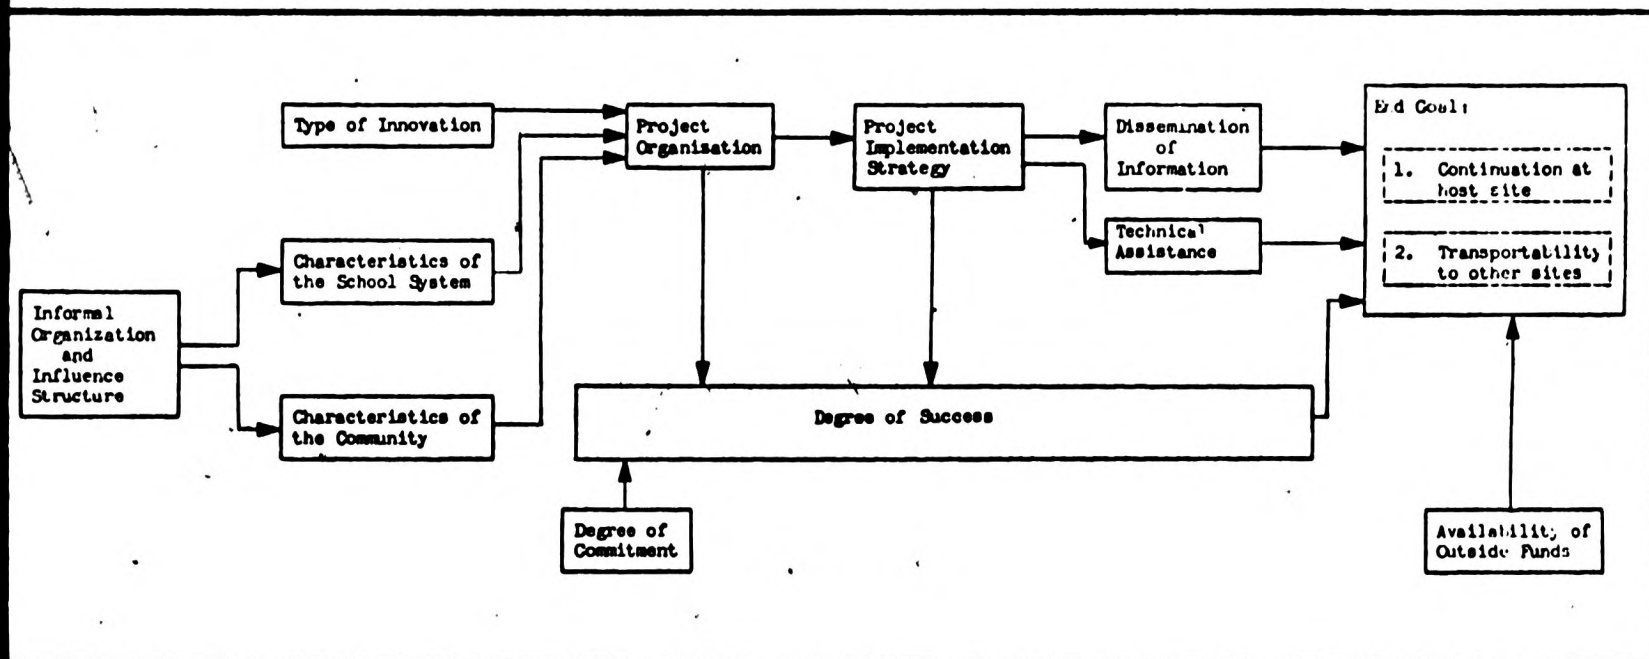 Type of Innovation
Project
Organization
Project
Implementation
Strategy
Dissemination
of
Information
End Goal:
1. Continuation at
host site
2. Transportability
to other sites
Technical
Assistance
Characteristics of
the School System
Informal
Organization
and
Influence
Structure
Characteristics of
the Community
Degree of Success
Degree of
Commitment
Availability of
Outside Funds